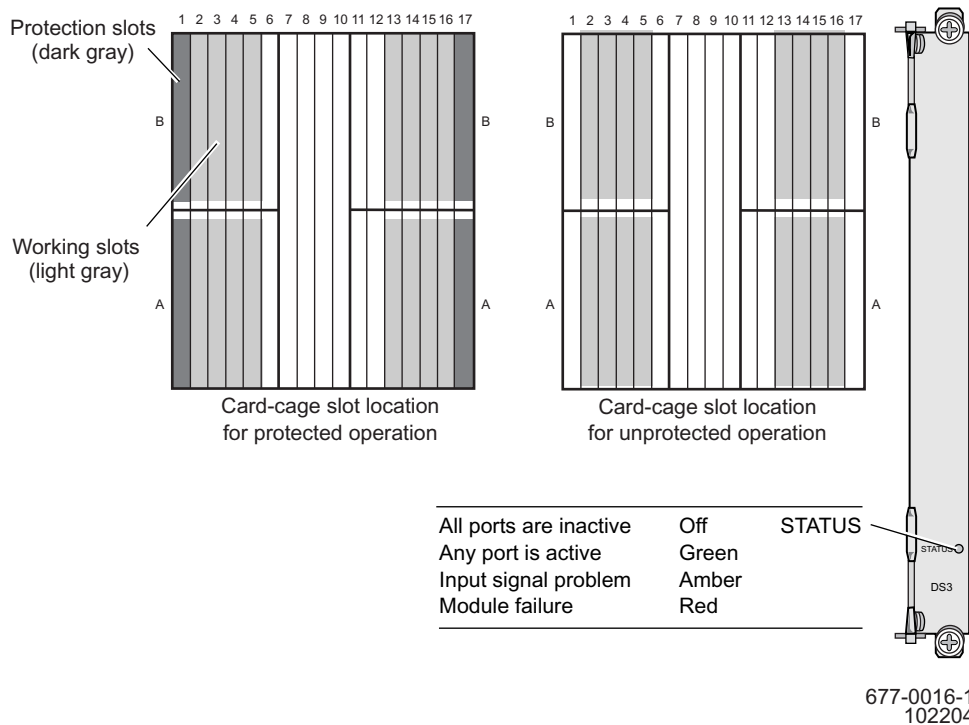 1 2 3 4 5 6 7 8 9 10 11 12 13 14 15 16 17
Protection slots
(dark gray)
B B
Working slots
(light gray)
A A
Card-cage slot location
for protected operation
1 2 3 4 5 6 7 8 9 10 11 12 13 14 15 16 17
B B
A A
Card-cage slot location
for unprotected operation
All ports are inactive Off STATUS
Any port is active Green
Input signal problem Amber
Module failure Red
STATUS
DS3
677-0016-1
102204